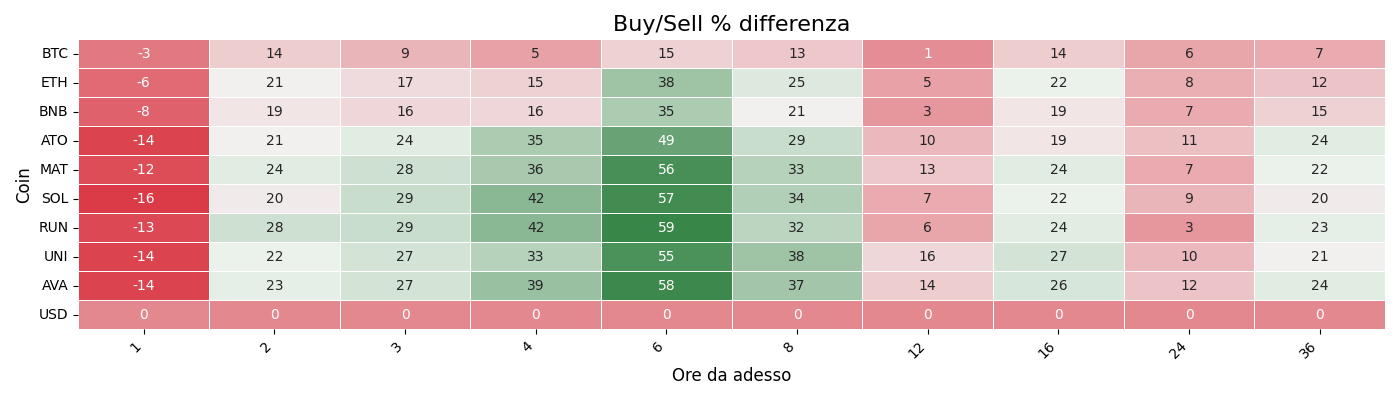 Buy/Sell % differenza
Coin
BTC -3 14 9 5 15 13 1 14 6 7
ETH -6 21 17 15 38 25 5 22 8 12
BNB -8 19 16 16 35 21 3 19 7 15
ATO -14 21 24 35 49 29 10 19 11 24
MAT -12 24 28 36 56 33 13 24 7 22
SOL -16 20 29 42 57 34 7 22 9 20
RUN -13 28 29 42 59 32 6 24 3 23
UNI -14 22 27 33 55 38 16 27 10 21
AVA -14 23 27 39 58 37 14 26 12 24
USD 0 0 0 0 0 0 0 0 0 0
1 2 3 4 6 8 12 16 24 36
Ore da adesso